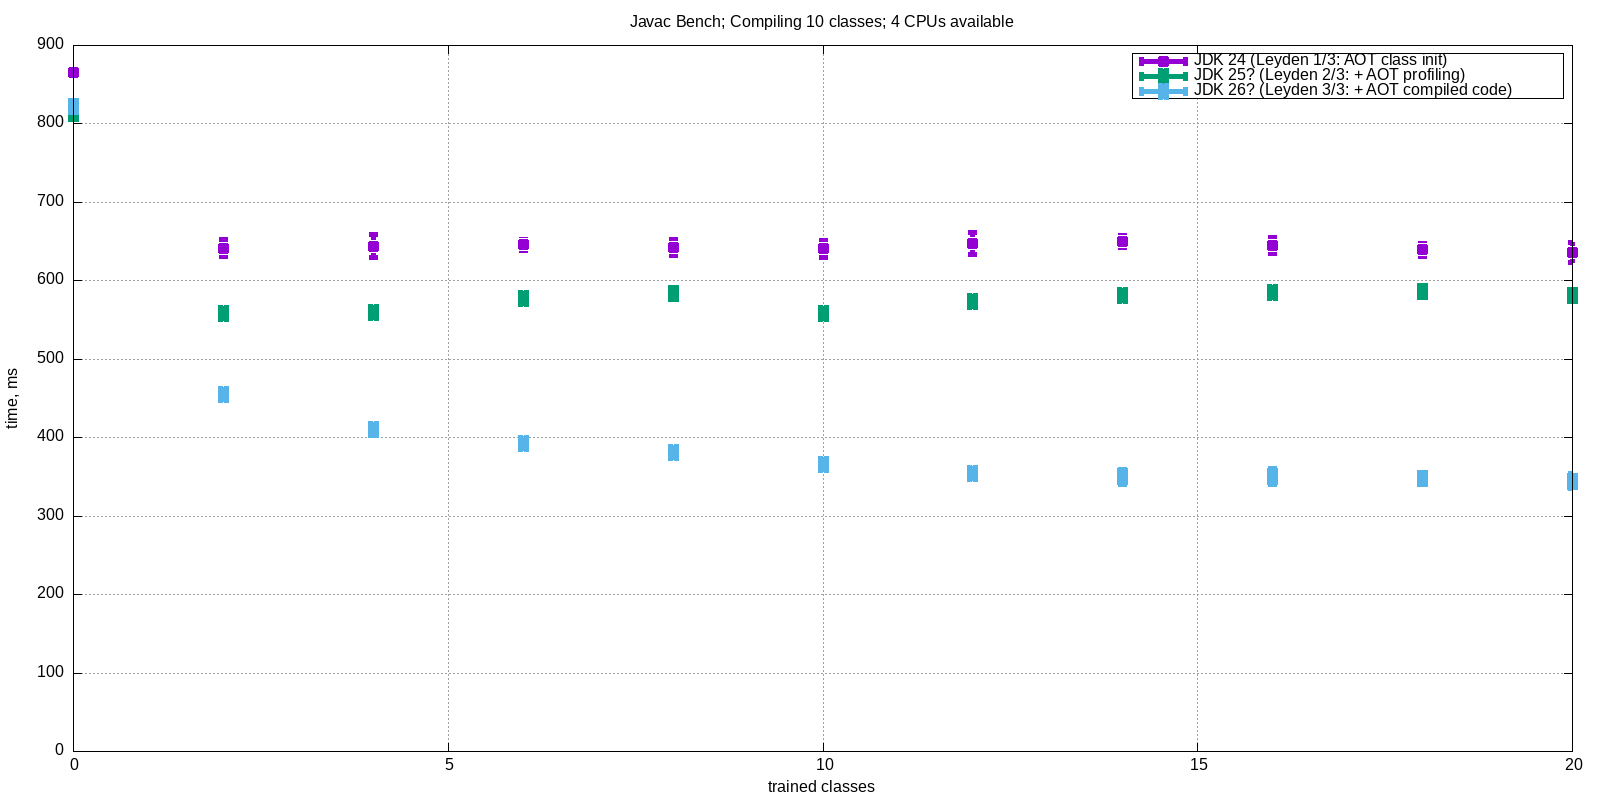 Javac Bench; Compiling 10 classes; 4 CPUs available
JDK 24 (Leyden 1/3: AOT class init)
JDK 25? (Leyden 2/3: + AOT profiling)
JDK 26? (Leyden 3/3: + AOT compiled code)
900
800
700
600
500
400
300
200
100
0
time, ms
0 5 10 15 20
trained classes